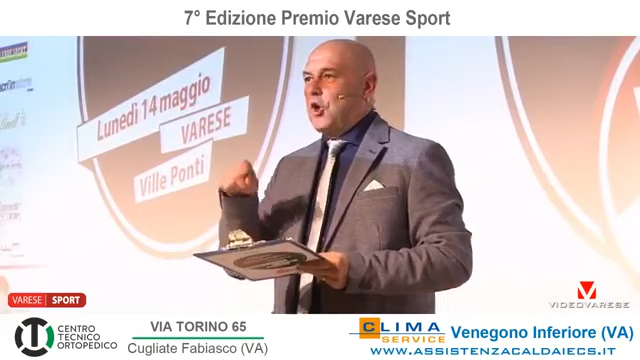 7° Edizione Premio Varese Sport
Lunedì 14 maggio
VARESE
Ville Ponti
VARESE SPORT
VIDEOVARESE
CENTRO
TECNICO
ORTOPEDICO
VIA TORINO 65
Cugliate Fabiasco (VA)
CLIMA
SERVICE
Venegono Inferiore (VA)
WWW.ASSISTENZACALDAIECS.IT